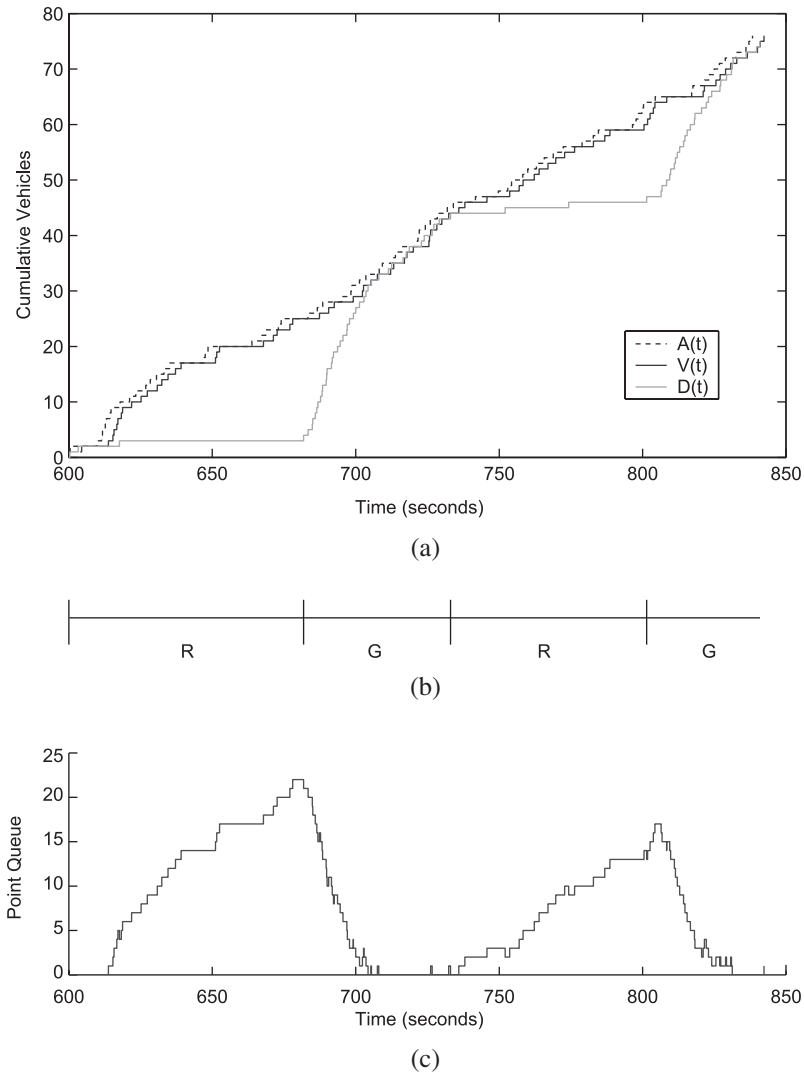 80
70
60
50
40
30
20
10
0
Cumulative Vehicles
A(t)
V(t)
D(t)
600 650 700 750 800 850
Time (seconds)
(a)
R G R G
(b)
25
20
15
10
5
0
Point Queue
600 650 700 750 800 850
Time (seconds)
(c)